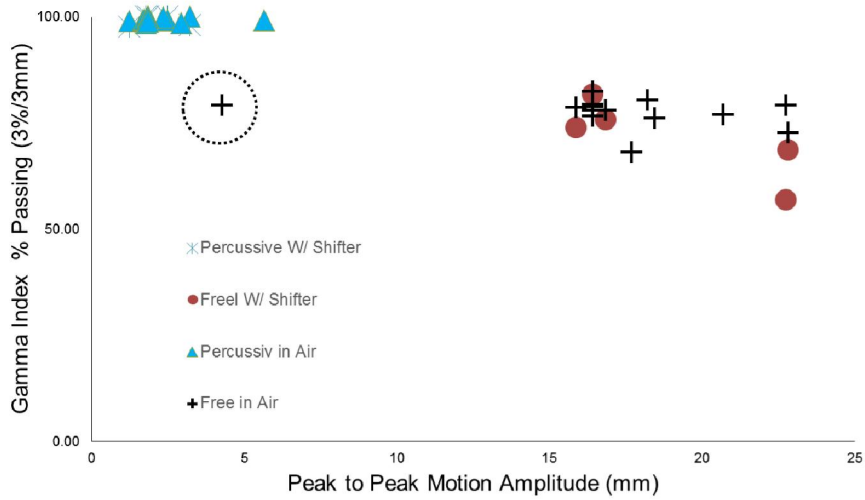 Gamma Index % Passing (3%/3mm)
100.00
50.00
0.00
Percussive W/ Shifter
Freel W/ Shifter
Percussiv in Air
Free in Air
0 5 10 15 20 25
Peak to Peak Motion Amplitude (mm)